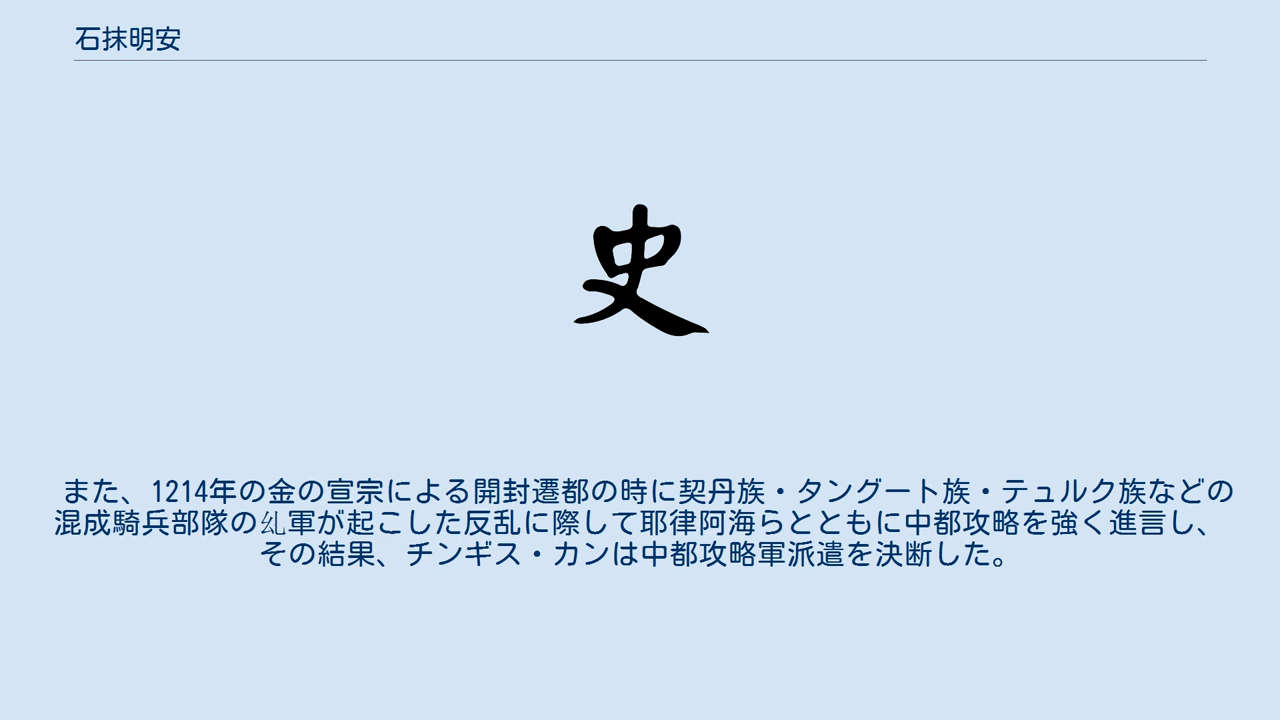 石抹明安
史
また、1214年の金の宣宗による開封遷都の時に契丹族・タングート族・テュルク族などの
混成騎兵部隊の乣軍が起こした反乱に際して耶律阿海らとともに中都攻略を強く進言し、
その結果、チンギス・カンは中都攻略軍派遣を決断した。